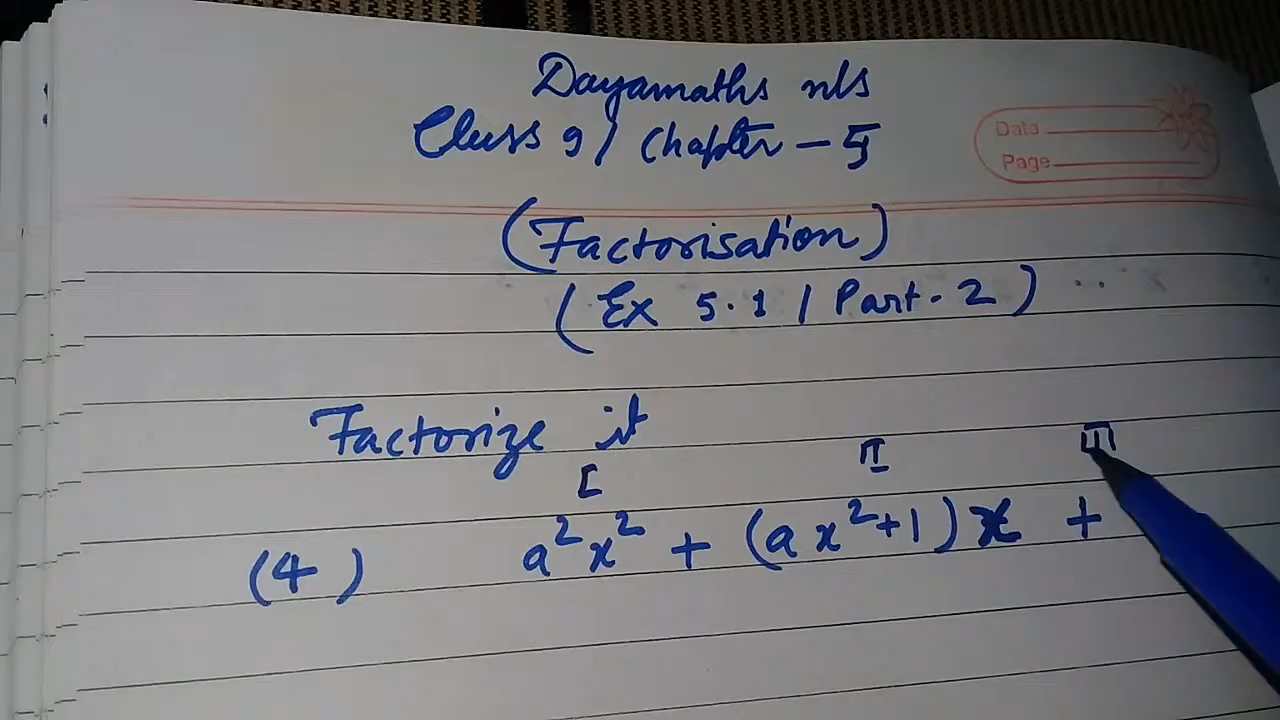 Dayamaths nls
Class 9 / Chapter - 5
Date
Page
(Factorisation)
(Ex 5.1 / Part-2)
Factorize it
I II III
(4) a²x² + (ax²+1)x +